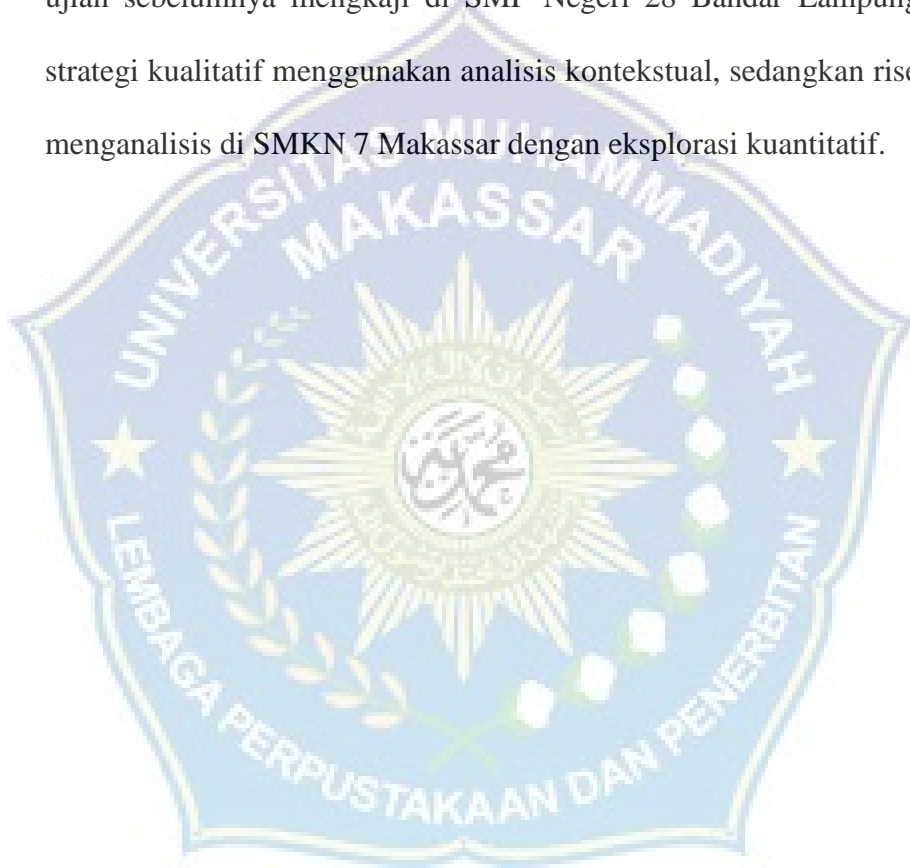 ujian sebelumnya mengkaji di SMP Negeri 28 Bandar Lampung
strategi kualitatif menggunakan analisis kontekstual, sedangkan rise
menganalisis di SMKN 7 Makassar dengan eksplorasi kuantitatif.
UNIVERSITAS MUHAMMADIYAH
MAKASSAR
LEMBAGA PERPUSTAKAAN DAN PENERBITAN